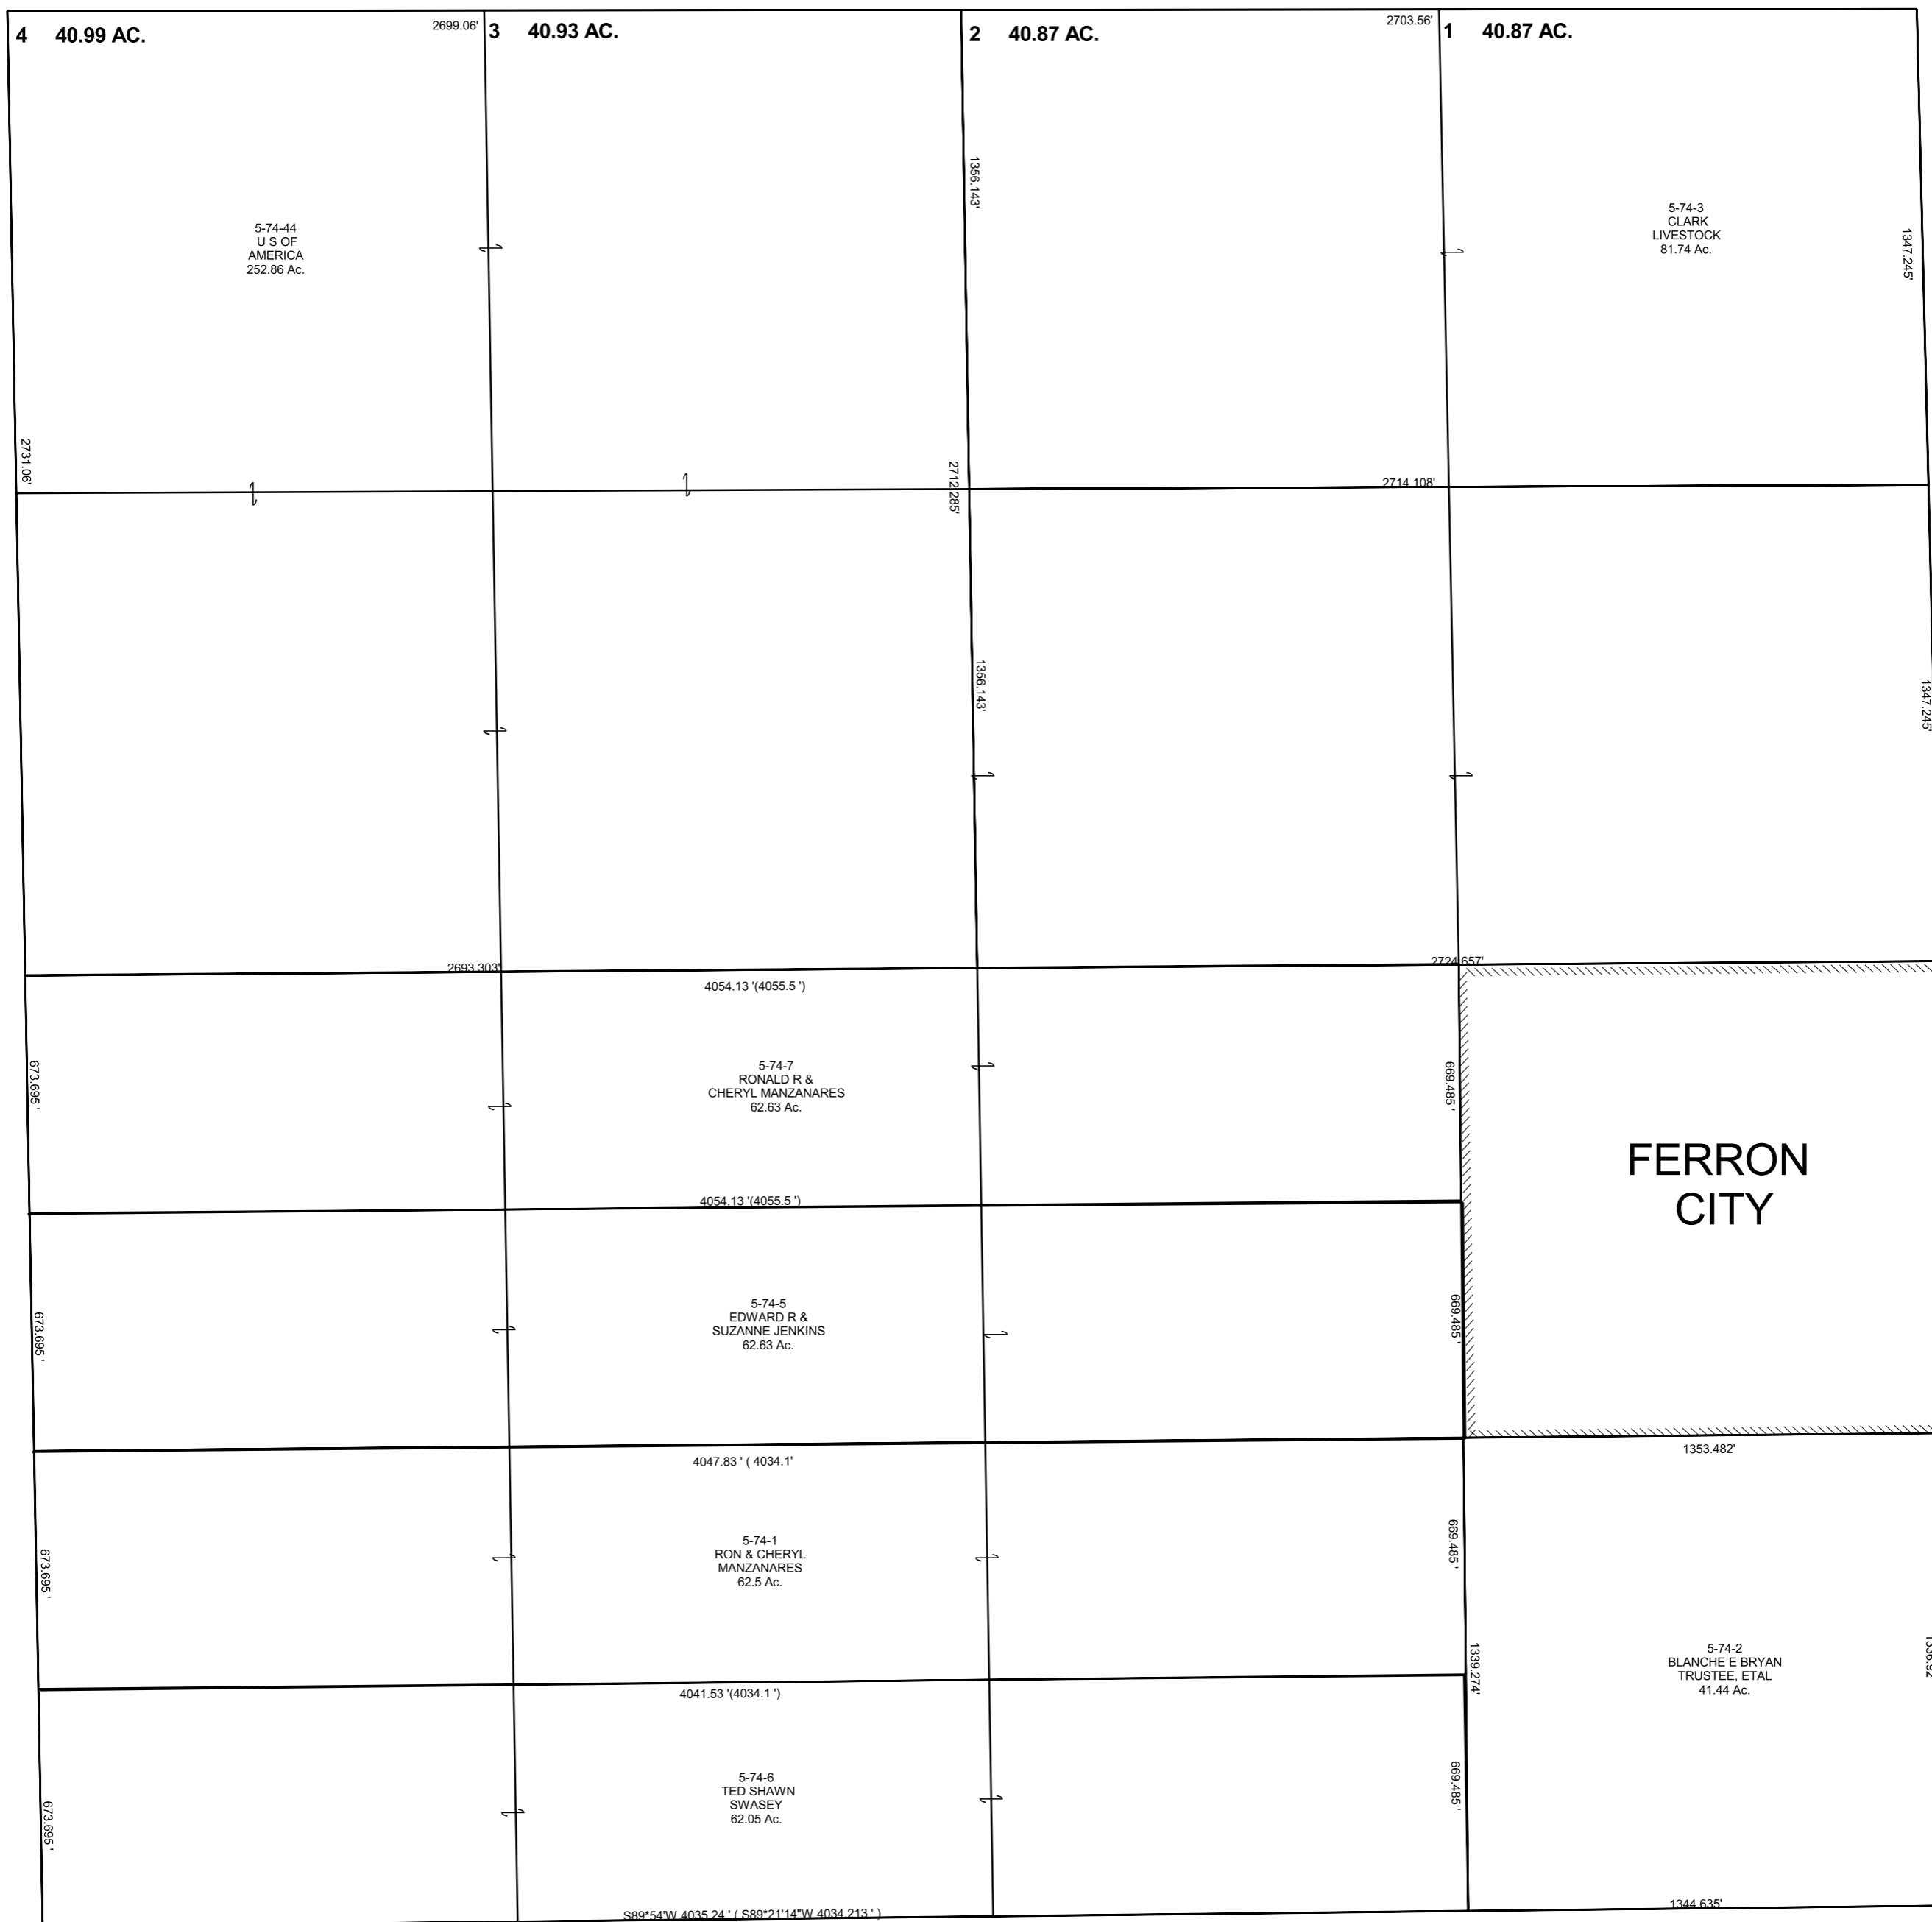 4 40.99 AC.
2699.06'
3 40.93 AC.
2 40.87 AC.
2703.56'
1 40.87 AC.
1356.143'
5-74-44
U S OF
AMERICA
252.86 Ac.
5-74-3
CLARK
LIVESTOCK
81.74 Ac.
1347.245'
2731.06'
2712.285'
2714.108'
1356.143'
1347.245'
2693.303'
2724.657'
4054.13 '(4055.5 ')
673.695 '
5-74-7
RONALD R &
CHERYL MANZANARES
62.63 Ac.
669.485 '
FERRON
CITY
4054.13 '(4055.5 ')
673.695 '
5-74-5
EDWARD R &
SUZANNE JENKINS
62.63 Ac.
669.485 '
4047.83 ' ( 4034.1'
1353.482'
673.695 '
5-74-1
RON & CHERYL
MANZANARES
62.5 Ac.
669.485 '
1339.274'
5-74-2
BLANCHE E BRYAN
TRUSTEE, ETAL
41.44 Ac.
1336.92
4041.53 '(4034.1 ')
673.695 '
5-74-6
TED SHAWN
SWASEY
62.05 Ac.
669.485 '
1344.635'
S89*54'W 4035.24 ' ( S89*21'14"W 4034.213 ' )